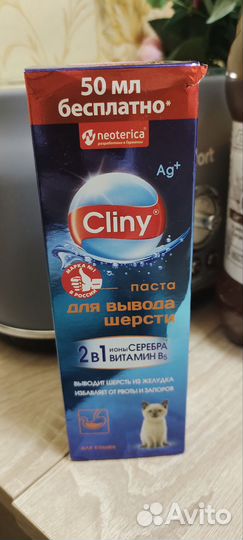 50 мл
бесплатно*
neoterica®
разработано в Германии
Ag+
Cliny®
МАРКА №1
В РОССИИ
паста
для вывода
шерсти
2в1 ионы СЕРЕБРА
ВИТАМИН B₅
ВЫВОДИТ ШЕРСТЬ ИЗ ЖЕЛУДКА
ИЗБАВЛЯЕТ ОТ РВОТЫ И ЗАПОРОВ
ДЛЯ КОШЕК
Avito